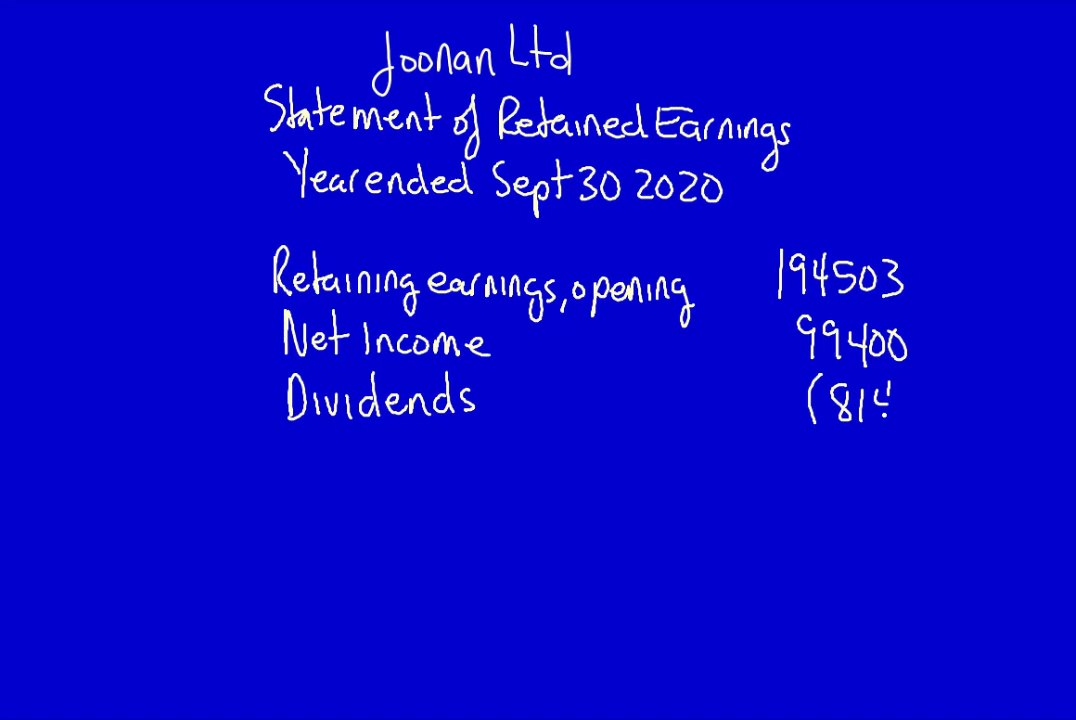 Joonan Ltd
Statement of Retained Earnings
Year ended Sept 30 2020
Retaining earnings, opening 194503
Net Income 99400
Dividends